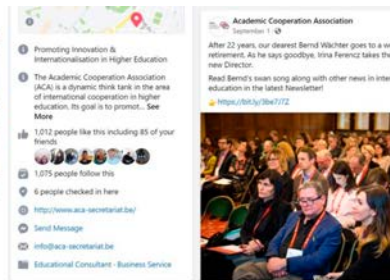 Promoting Innovation &
Internationalisation in Higher Education
The Academic Cooperation Association
(ACA) is a dynamic think tank in the area
of international cooperation in higher
education. Its goal is to promot... See
More
1,012 people like this including 85 of your
friends
1,075 people follow this
6 people checked in here
http://www.aca-secretariat.be/
Send Message
info@aca-secretariat.be
Educational Consultant · Business Service
Academic Cooperation Association
September 1 ·
After 22 years, our dearest Bernd Wächter goes to a w
retirement. As he says goodbye, Irina Ferencz takes the
new Director.
Read Bernd's swan song along with other news in inter
education in the latest Newsletter!
https://bit.ly/3be7J7Z